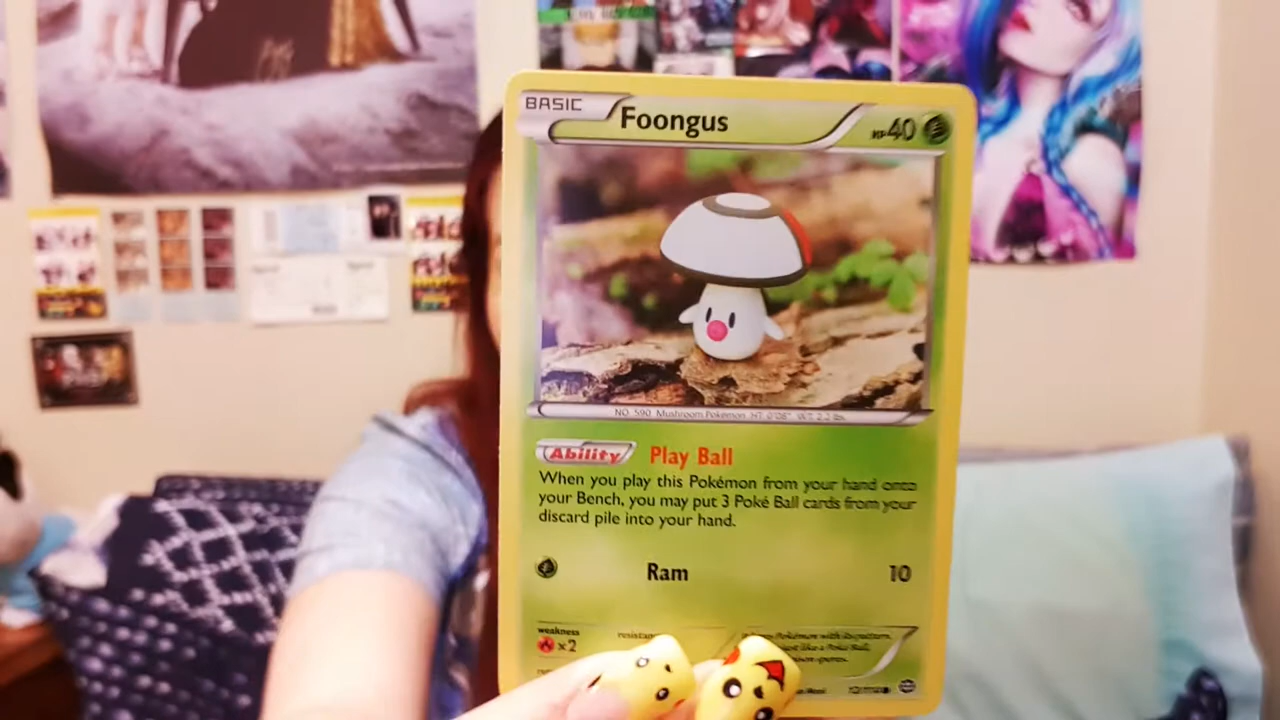 BASIC Foongus HP40
NO. 590 Mushroom Pokémon HT: 0'08" WT: 2.2 lbs.
Ability Play Ball
When you play this Pokémon from your hand onto
your Bench, you may put 3 Poké Ball cards from your
discard pile into your hand.
Ram 10
weakness
×2